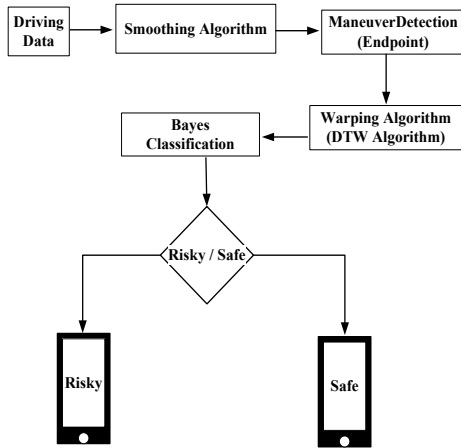 Driving
Data
Smoothing Algorithm
ManeuverDetection
(Endpoint)
Warping Algorithm
(DTW Algorithm)
Bayes
Classification
Risky / Safe
Risky
Safe